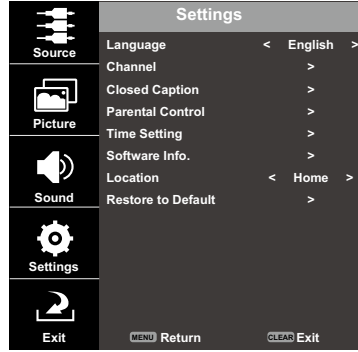 Settings
Source
Picture
Sound
Settings
Exit
Language < English >
Channel >
Closed Caption >
Parental Control >
Time Setting >
Software Info. >
Location < Home >
Restore to Default >
MENU Return CLEAR Exit